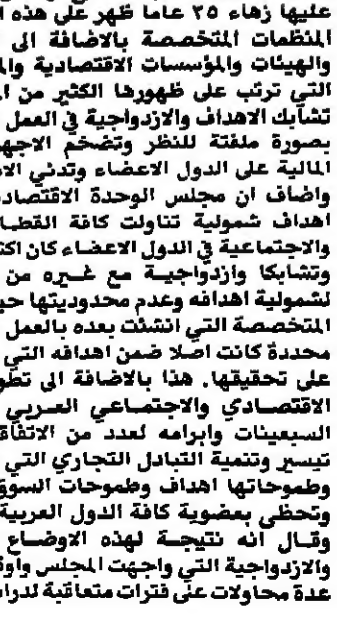 عليها زهاء ٢٥ عاما ظهر على هذه ا
المنظمات المتخصصة بالاضافة الى
والهيئات والمؤسسات الاقتصادية والم
التي ترتب على ظهورها الكثير من ا
تشابك الاهداف والازدواجية في العمل
بصورة ملفتة للنظر وتضخم الاجه
المالية على الدول الاعضاء وتدني الا
واضاف ان مجلس الوحدة الاقتصاد
اهداف شمولية تناولت كافة القطا
والاجتماعية في الدول الاعضاء كان اكث
وتشابكا وازدواجية مع غيره من
لشمولية اهدافه وعدم محدوديتها حي
المتخصصة التي انشئت بعده بالعمل
محددة كانت اصلا ضمن اهدافه التي
على تحقيقها. هذا بالاضافة الى تطو
الاقتصادي والاجتماعي العربي
السبعينات وابرامه لعدد من الاتفاق
تيسير وتنمية التبادل التجاري التي
وطموحاتها اهداف وطموحات السوق
وتحظى بعضوية كافة الدول العربية
وقال انه نتيجة لهذه الاوضاع
والازدواجية التي واجهت المجلس واوق
عدة محاولات على فترات متعاقبة لدراس